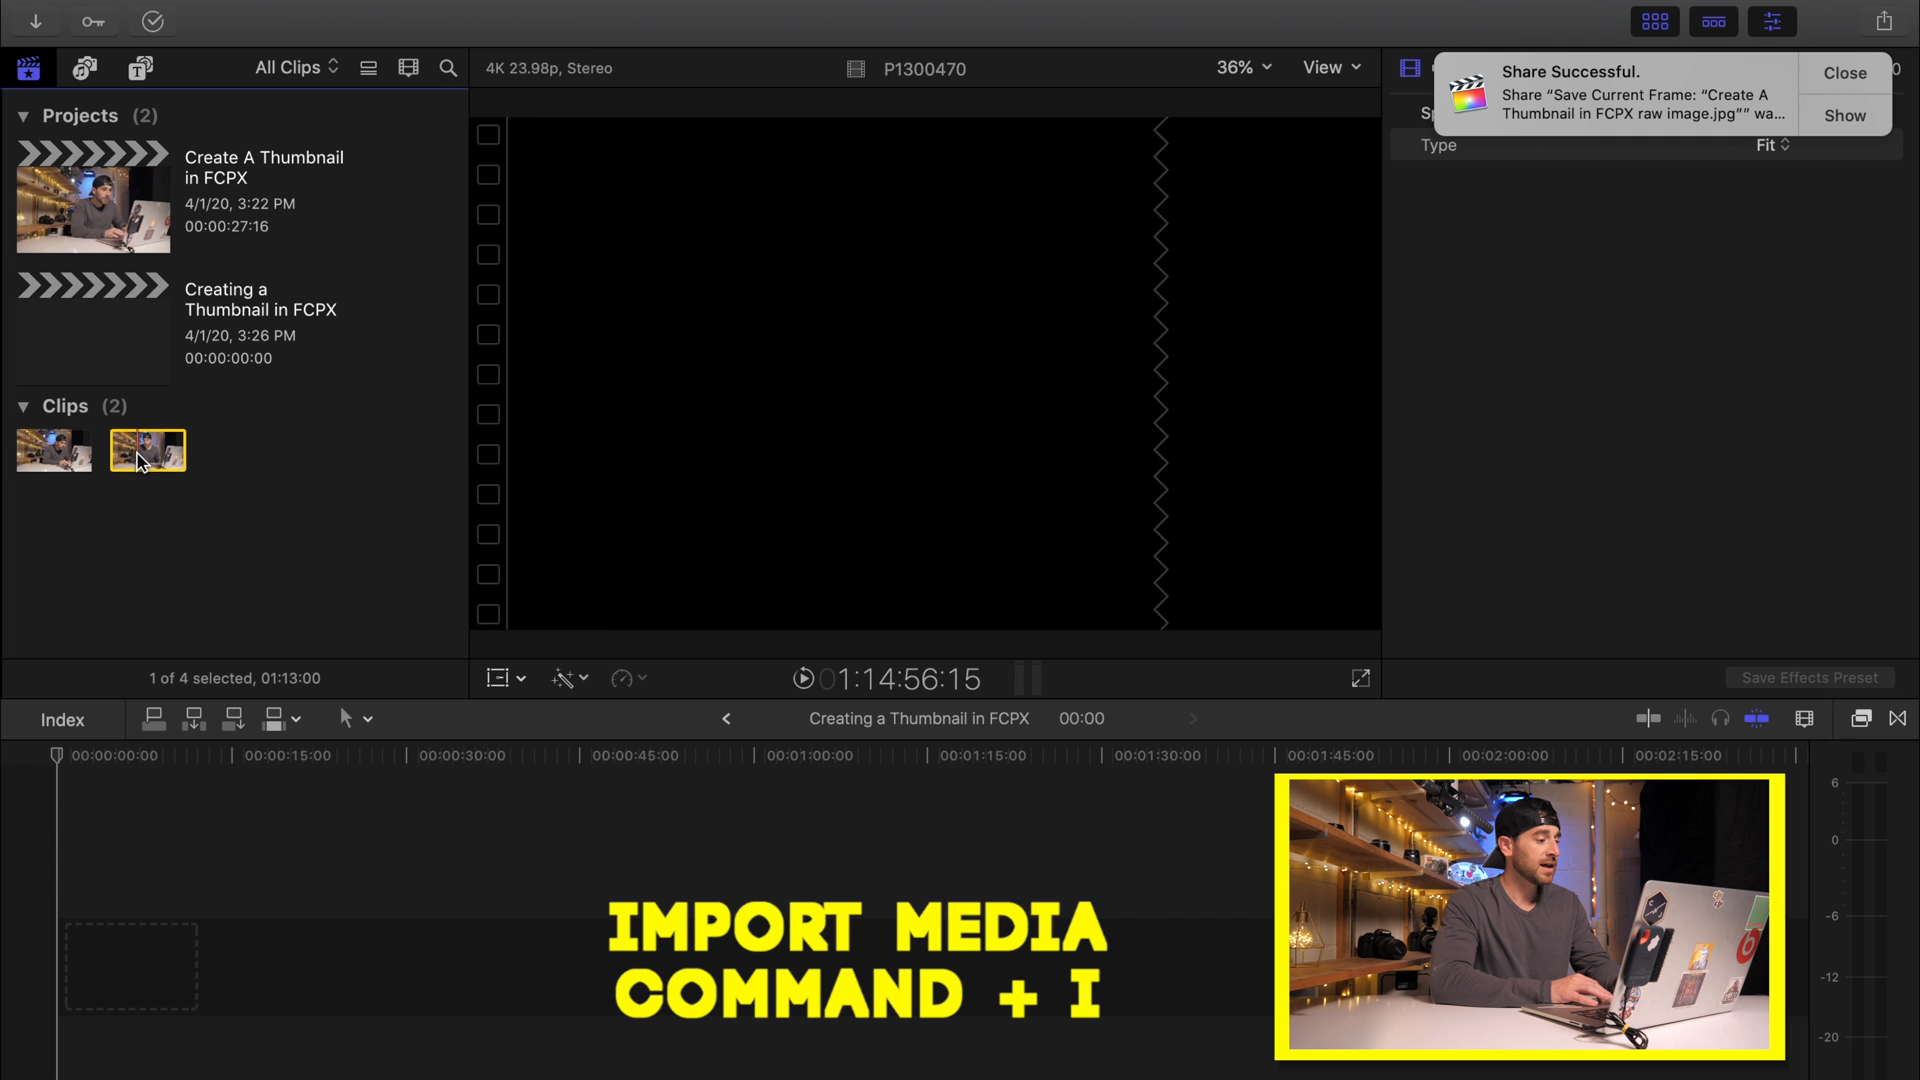 All Clips
4K 23.98p, Stereo
P1300470
36%
View
Share Successful.
Share “Save Current Frame: “Create A
Thumbnail in FCPX raw image.jpg”” wa...
Close
Show
Type
Fit
Projects (2)
Create A Thumbnail
in FCPX
4/1/20, 3:22 PM
00:00:27:16
Creating a
Thumbnail in FCPX
4/1/20, 3:26 PM
00:00:00:00
Clips (2)
1 of 4 selected, 01:13:00
01:14:56:15
Save Effects Preset
Index
Creating a Thumbnail in FCPX 00:00
00:00:00:00 00:00:15:00 00:00:30:00 00:00:45:00 00:01:00:00 00:01:15:00 00:01:30:00 00:01:45:00 00:02:00:00 00:02:15:00
6
0
-6
-12
-20
IMPORT MEDIA
COMMAND + I